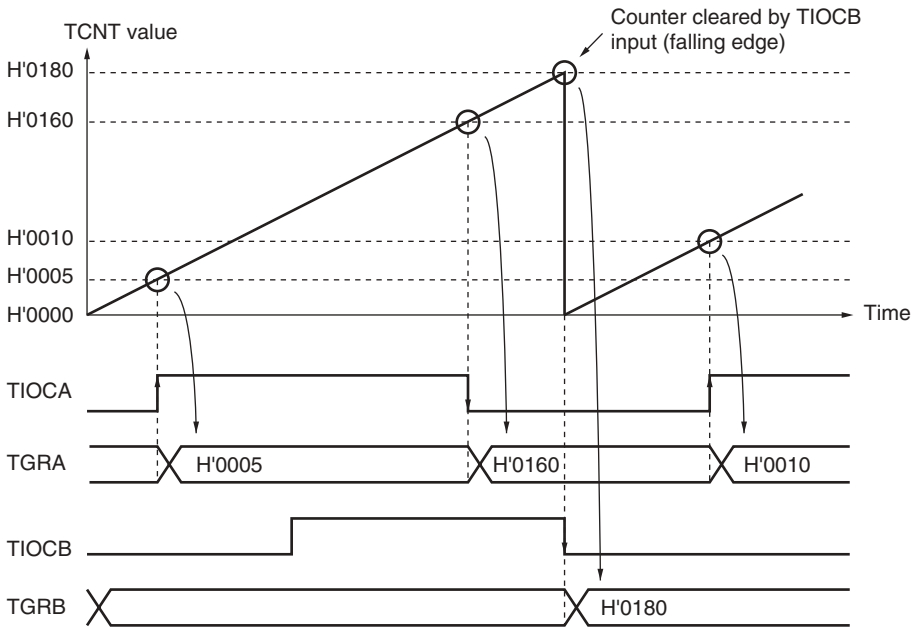 Counter cleared by TIOCB
input (falling edge)
TCNT value
H'0180
H'0160
H'0010
H'0005
H'0000
Time
TIOCA
TGRA
H'0005
H'0160
H'0010
TIOCB
TGRB
H'0180